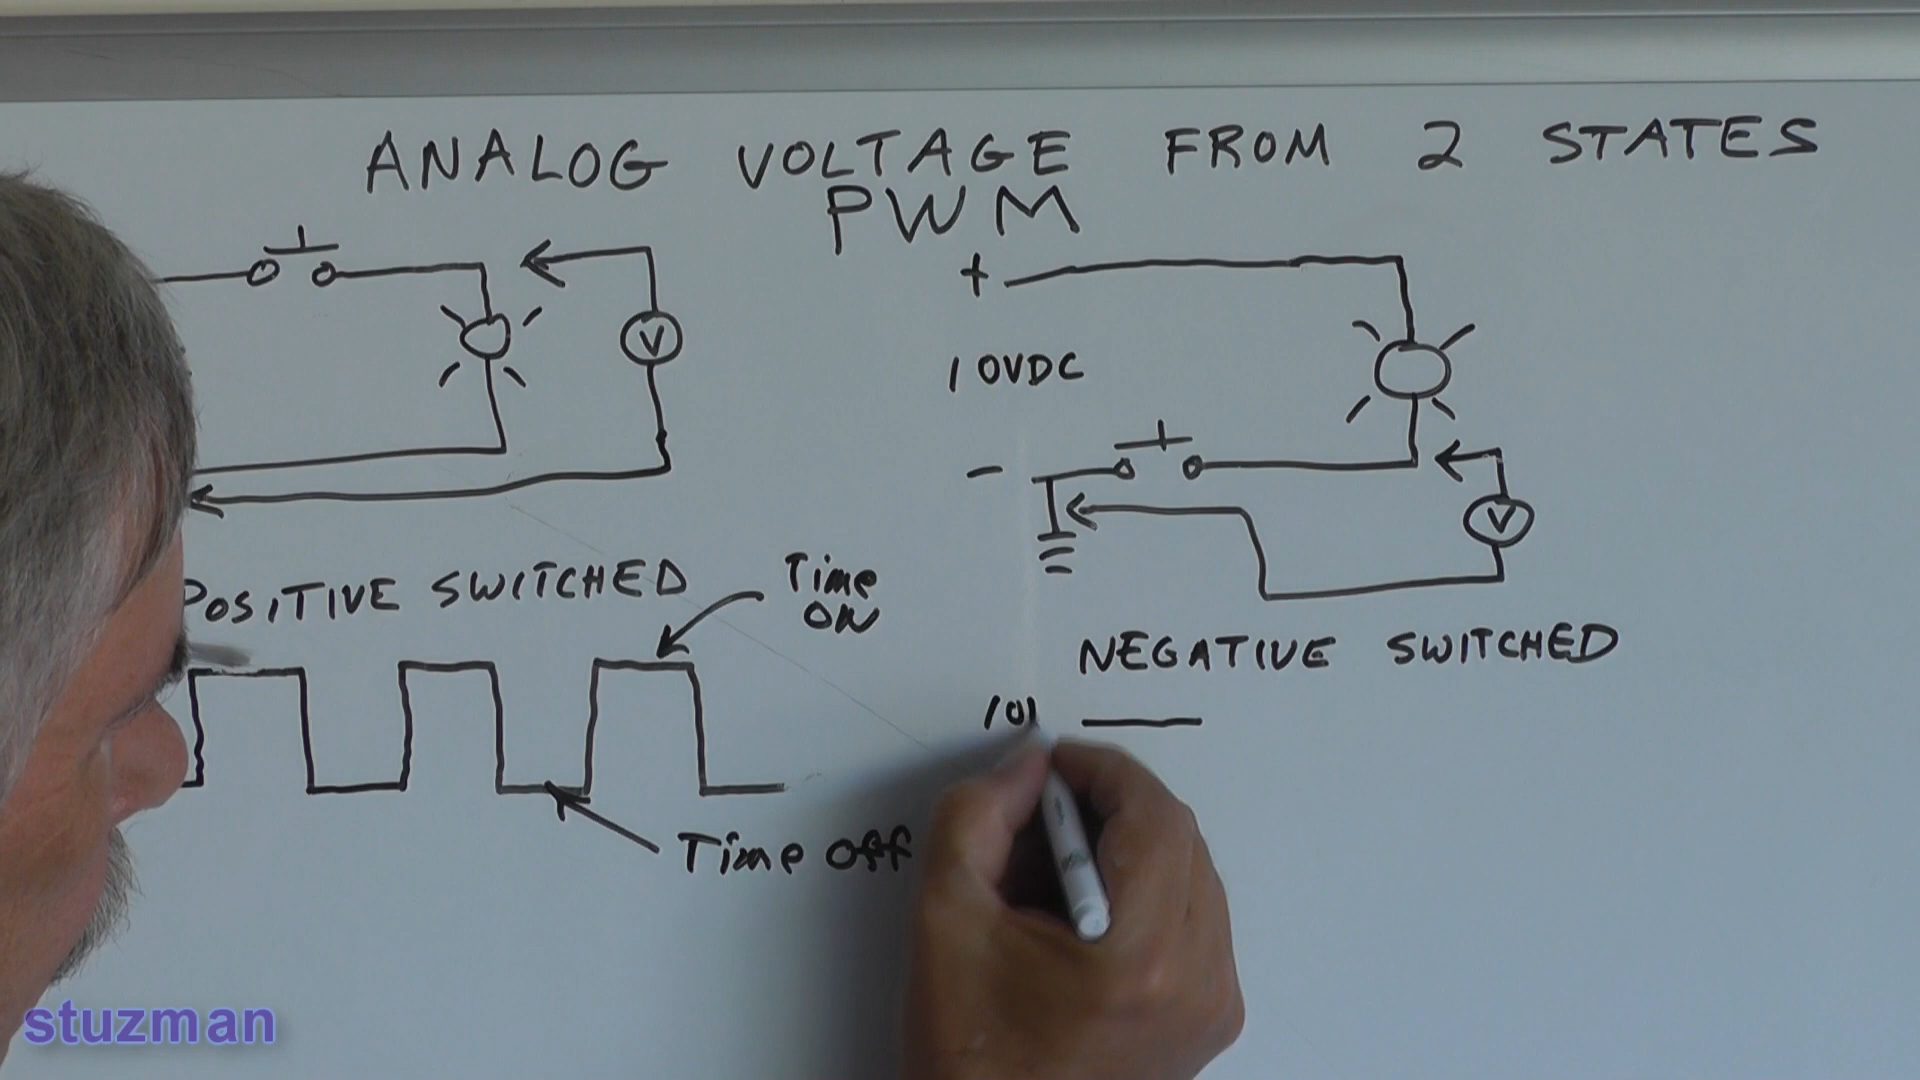 ANALOG VOLTAGE FROM 2 STATES
PWM
V
+
10VDC
-
V
POSITIVE SWITCHED
Time
ON
Time off
NEGATIVE SWITCHED
stuzman